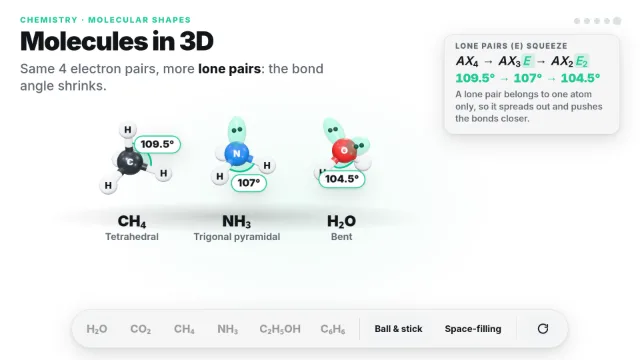 CHEMISTRY · MOLECULAR SHAPES
Molecules in 3D
Same 4 electron pairs, more lone pairs: the bond
angle shrinks.
LONE PAIRS (E) SQUEEZE
AX₄ → AX₃E → AX₂E₂
109.5° → 107° → 104.5°
A lone pair belongs to one atom
only, so it spreads out and pushes
the bonds closer.
H
109.5°
C
H
H
N
H
H
107°
O
H
104.5°
CH₄
Tetrahedral
NH₃
Trigonal pyramidal
H₂O
Bent
H₂O CO₂ CH₄ NH₃ C₂H₅OH C₆H₆ Ball & stick Space-filling